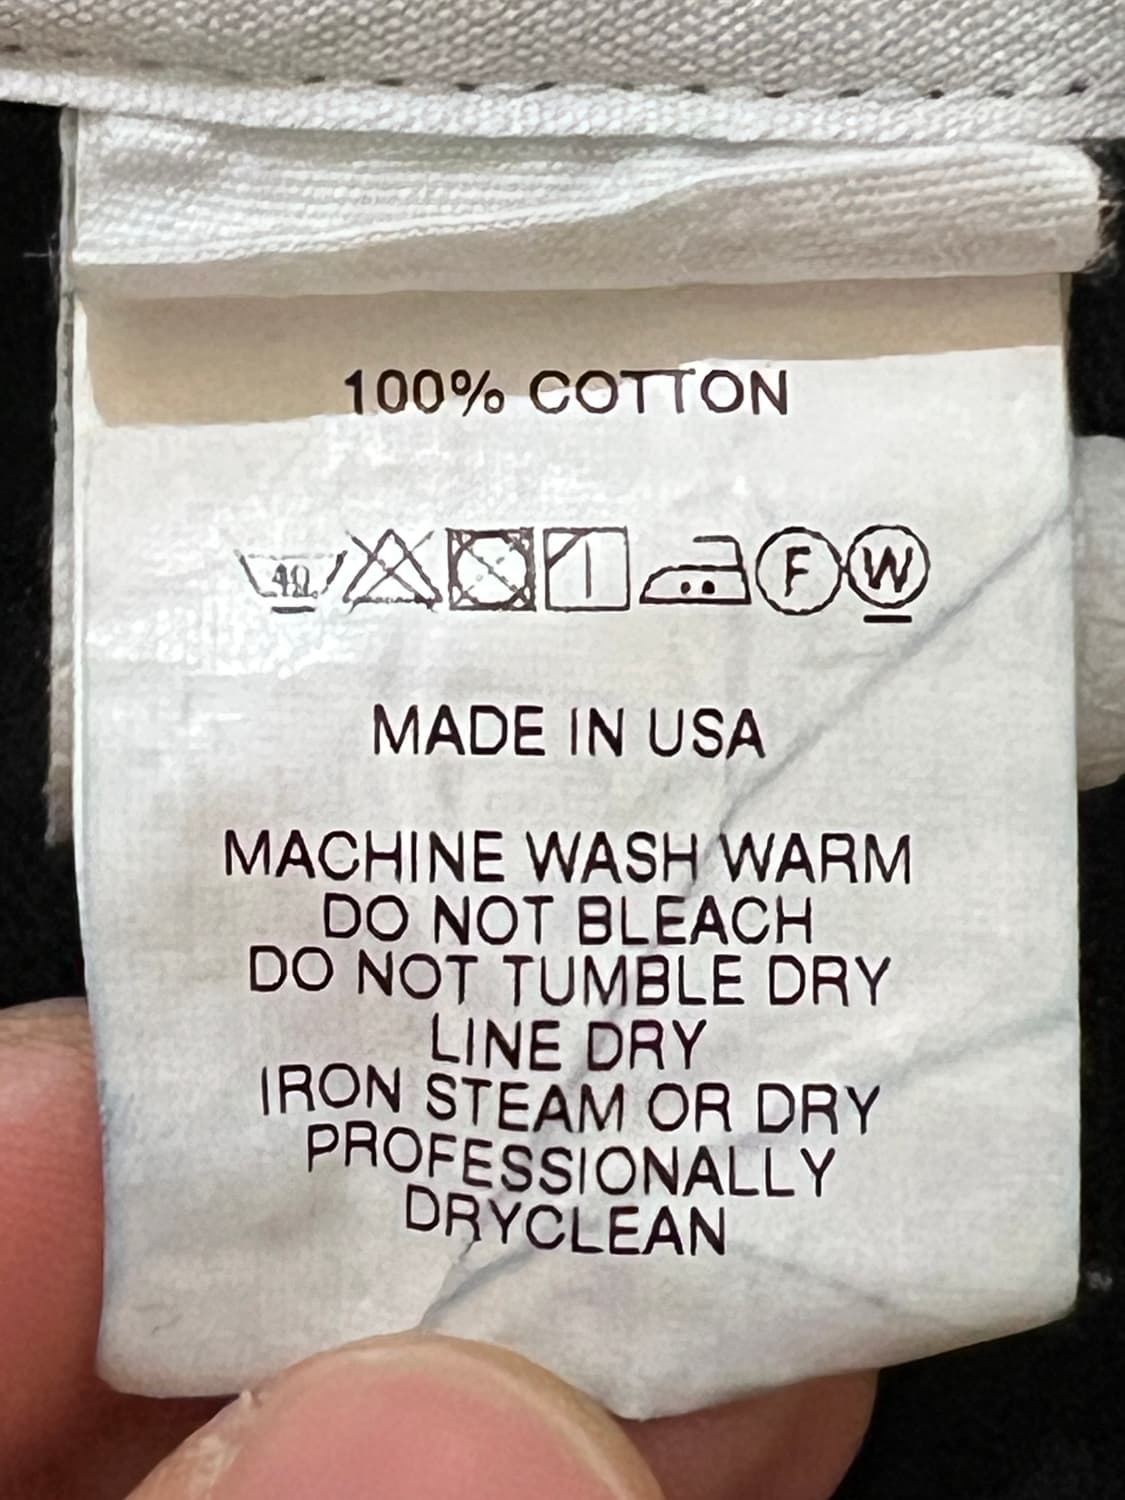 100% COTTON
40 F W
MADE IN USA
MACHINE WASH WARM
DO NOT BLEACH
DO NOT TUMBLE DRY
LINE DRY
IRON STEAM OR DRY
PROFESSIONALLY
DRYCLEAN